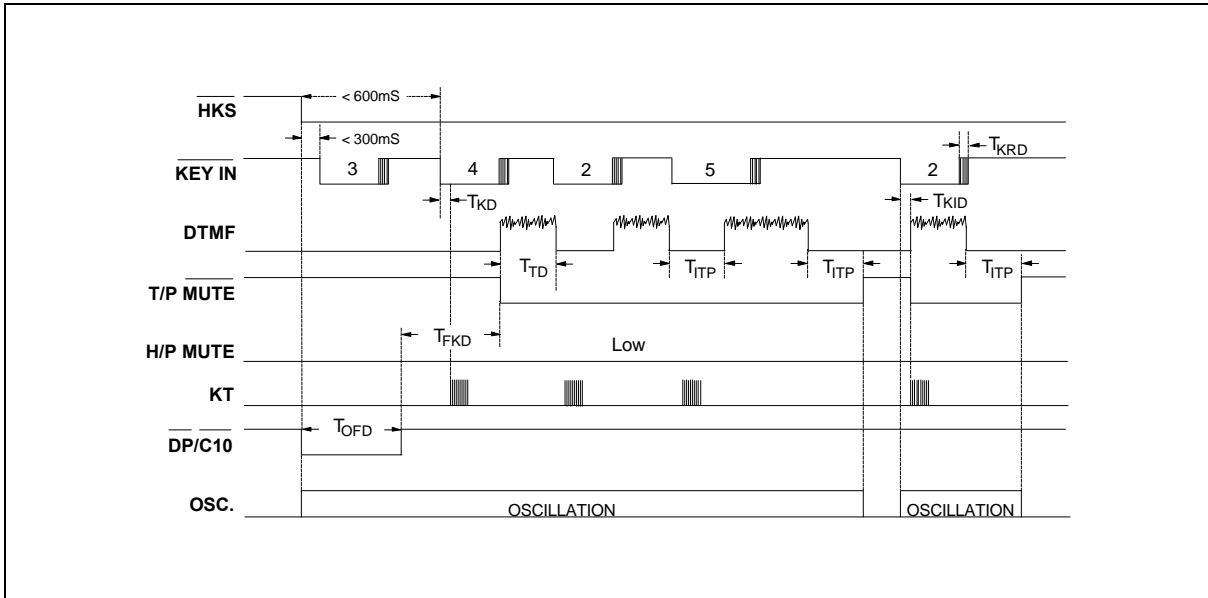 < 600mS
HKS
< 300mS
TKRD
KEY IN
3
4
2
5
2
TKD
TKID
DTMF
TTD
TITP
TITP
TITP
T/P MUTE
TFKD
Low
H/P MUTE
KT
TOFD
DP/C10
OSC.
OSCILLATION
OSCILLATION